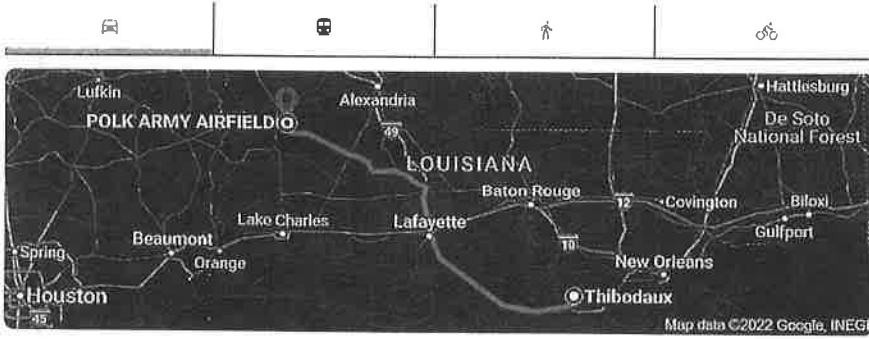 Lufkin
Alexandria
Hattiesburg
POLK ARMY AIRFIELD
49
De Soto
National Forest
LOUISIANA
Baton Rouge
12
Covington
Biloxi
Lake Charles
Lafayette
Gulfport
Spring
Beaumont
Orange
10
New Orleans
Houston
Thibodaux
45
Map data ©2022 Google, INEGI